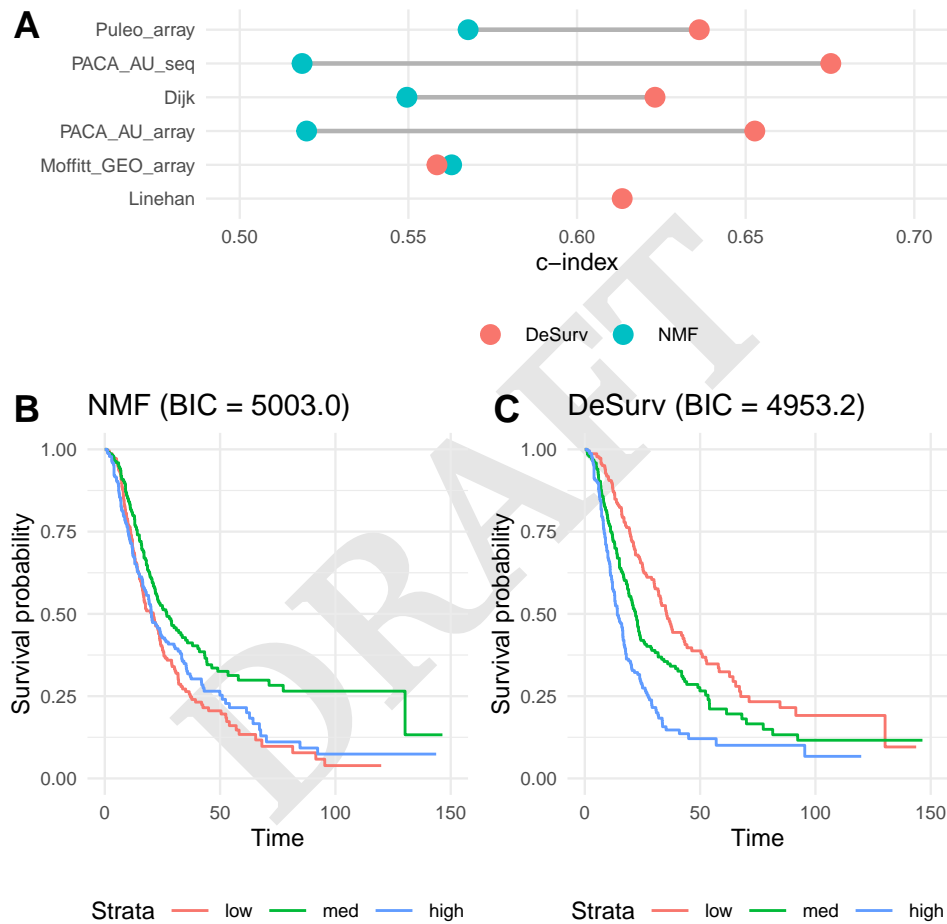 A
Puleo_array
PACA_AU_seq
Dijk
PACA_AU_array
Moffitt_GEO_array
Linehan
0.50 0.55 0.60 0.65 0.70
c−index
DeSurv NMF
B NMF (BIC = 5003.0)
Survival probability
1.00
0.75
0.50
0.25
0.00
0 50 100 150
Time
Strata low med high
C DeSurv (BIC = 4953.2)
Survival probability
1.00
0.75
0.50
0.25
0.00
0 50 100 150
Time
Strata low med high
DRAFT